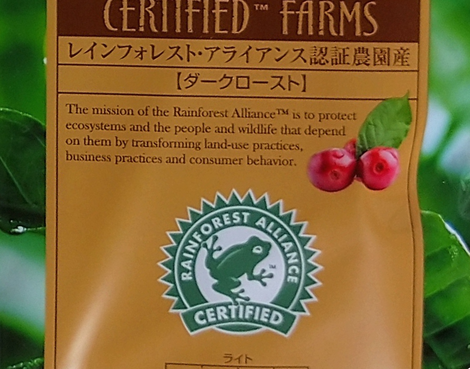 CERTIFIED™ FARMS
レインフォレスト・アライアンス認証農園産
【ダークロースト】
The mission of the Rainforest Alliance™ is to protect
ecosystems and the people and wildlife that depend
on them by transforming land-use practices,
business practices and consumer behavior.
RAINFOREST ALLIANCE
TM
CERTIFIED
ライト